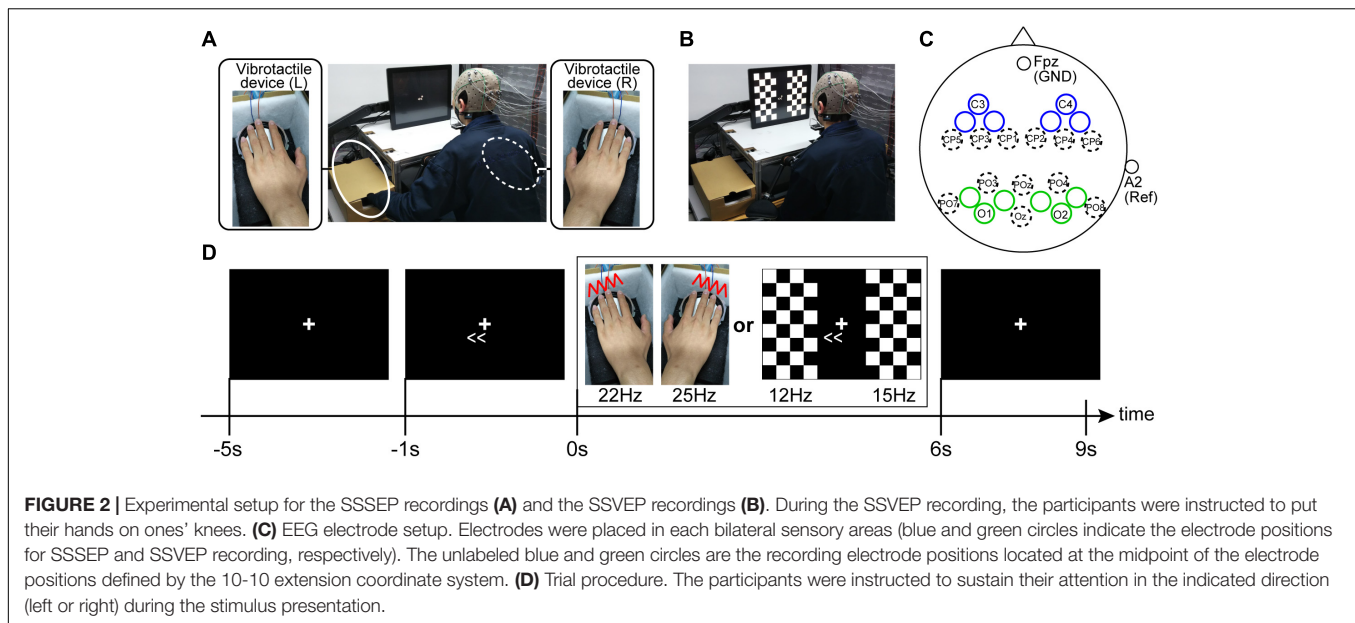 A
B
C
Vibrotactile
device (L)
Vibrotactile
device (R)
Fpz
(GND)
C3
C4
CP5
CP3
CP1
CP2
CP4
CP6
A2
(Ref)
PO3
POz
PO4
PO7
O1
Oz
O2
PO8
D
<<
or
<<
22Hz
25Hz
12Hz
15Hz
time
-5s
-1s
0s
6s
9s
FIGURE 2 | Experimental setup for the SSSEP recordings (A) and the SSVEP recordings (B). During the SSVEP recording, the participants were instructed to put
their hands on ones' knees. (C) EEG electrode setup. Electrodes were placed in each bilateral sensory areas (blue and green circles indicate the electrode positions
for SSSEP and SSVEP recording, respectively). The unlabeled blue and green circles are the recording electrode positions located at the midpoint of the electrode
positions defined by the 10-10 extension coordinate system. (D) Trial procedure. The participants were instructed to sustain their attention in the indicated direction
(left or right) during the stimulus presentation.